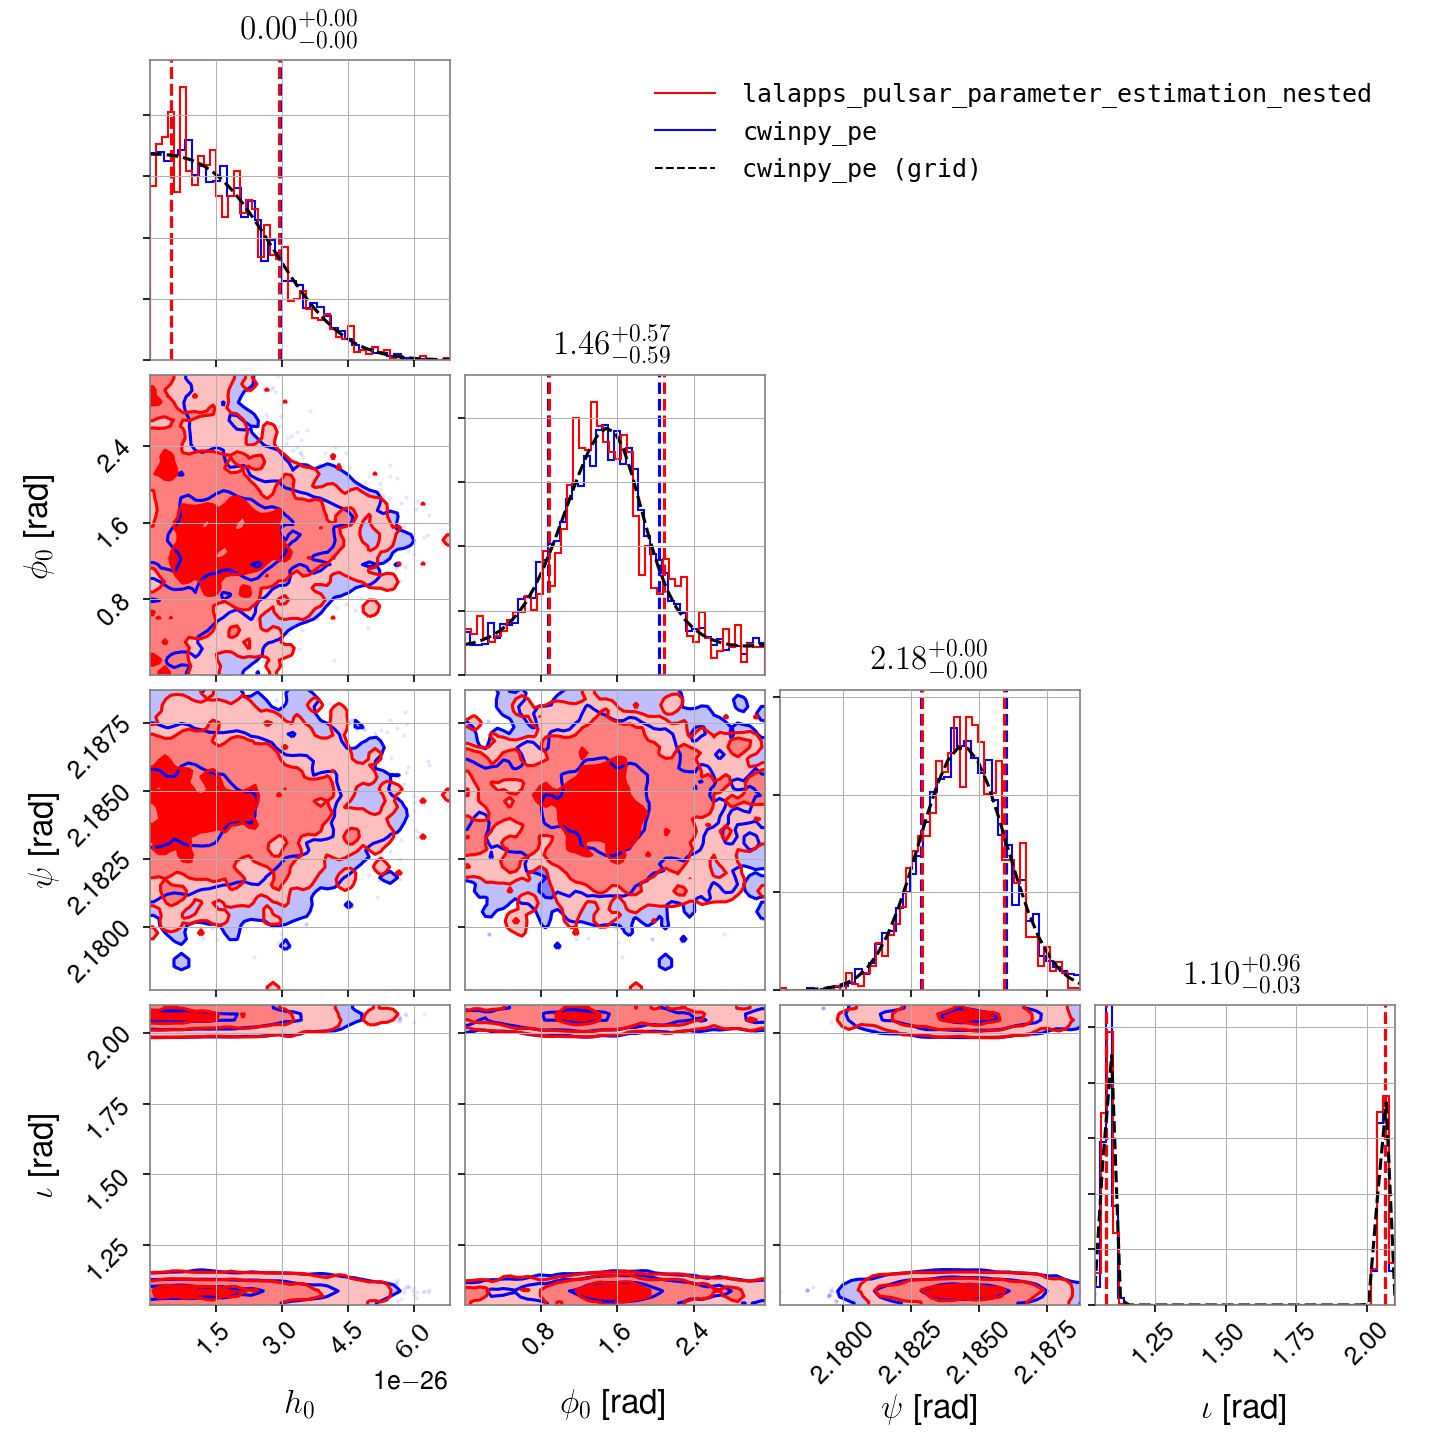 0.00+0.00−0.00
lalapps_pulsar_parameter_estimation_nested
cwinpy_pe
cwinpy_pe (grid)
1.46+0.57−0.59
2.4
1.6
0.8
ϕ0 [rad]
2.18+0.00−0.00
2.1875
2.1850
2.1825
2.1800
ψ [rad]
1.10+0.96−0.03
2.00
1.75
1.50
1.25
ι [rad]
1.5 3.0 4.5 6.0
0.8 1.6 2.4
2.1800 2.1825 2.1850 2.1875
1.25 1.50 1.75 2.00
1e−26
h0
ϕ0 [rad]
ψ [rad]
ι [rad]